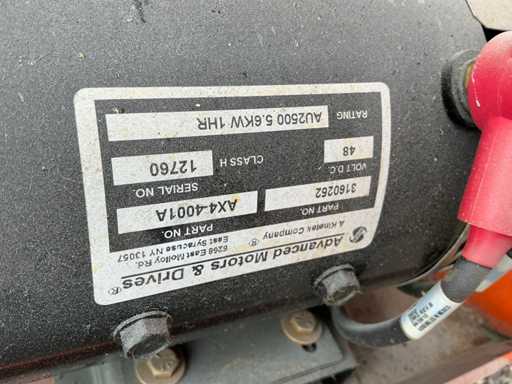 Advanced Motors & Drives®
A Kinetek Company
6268 East Molloy Rd.
East Syracuse NY 13057
PART NO. PART NO.
3160262 AX4-4001A
VOLT D.C. SERIAL NO.
48 CLASS H 12760
RATING
AU2500 5.6KW 1HR